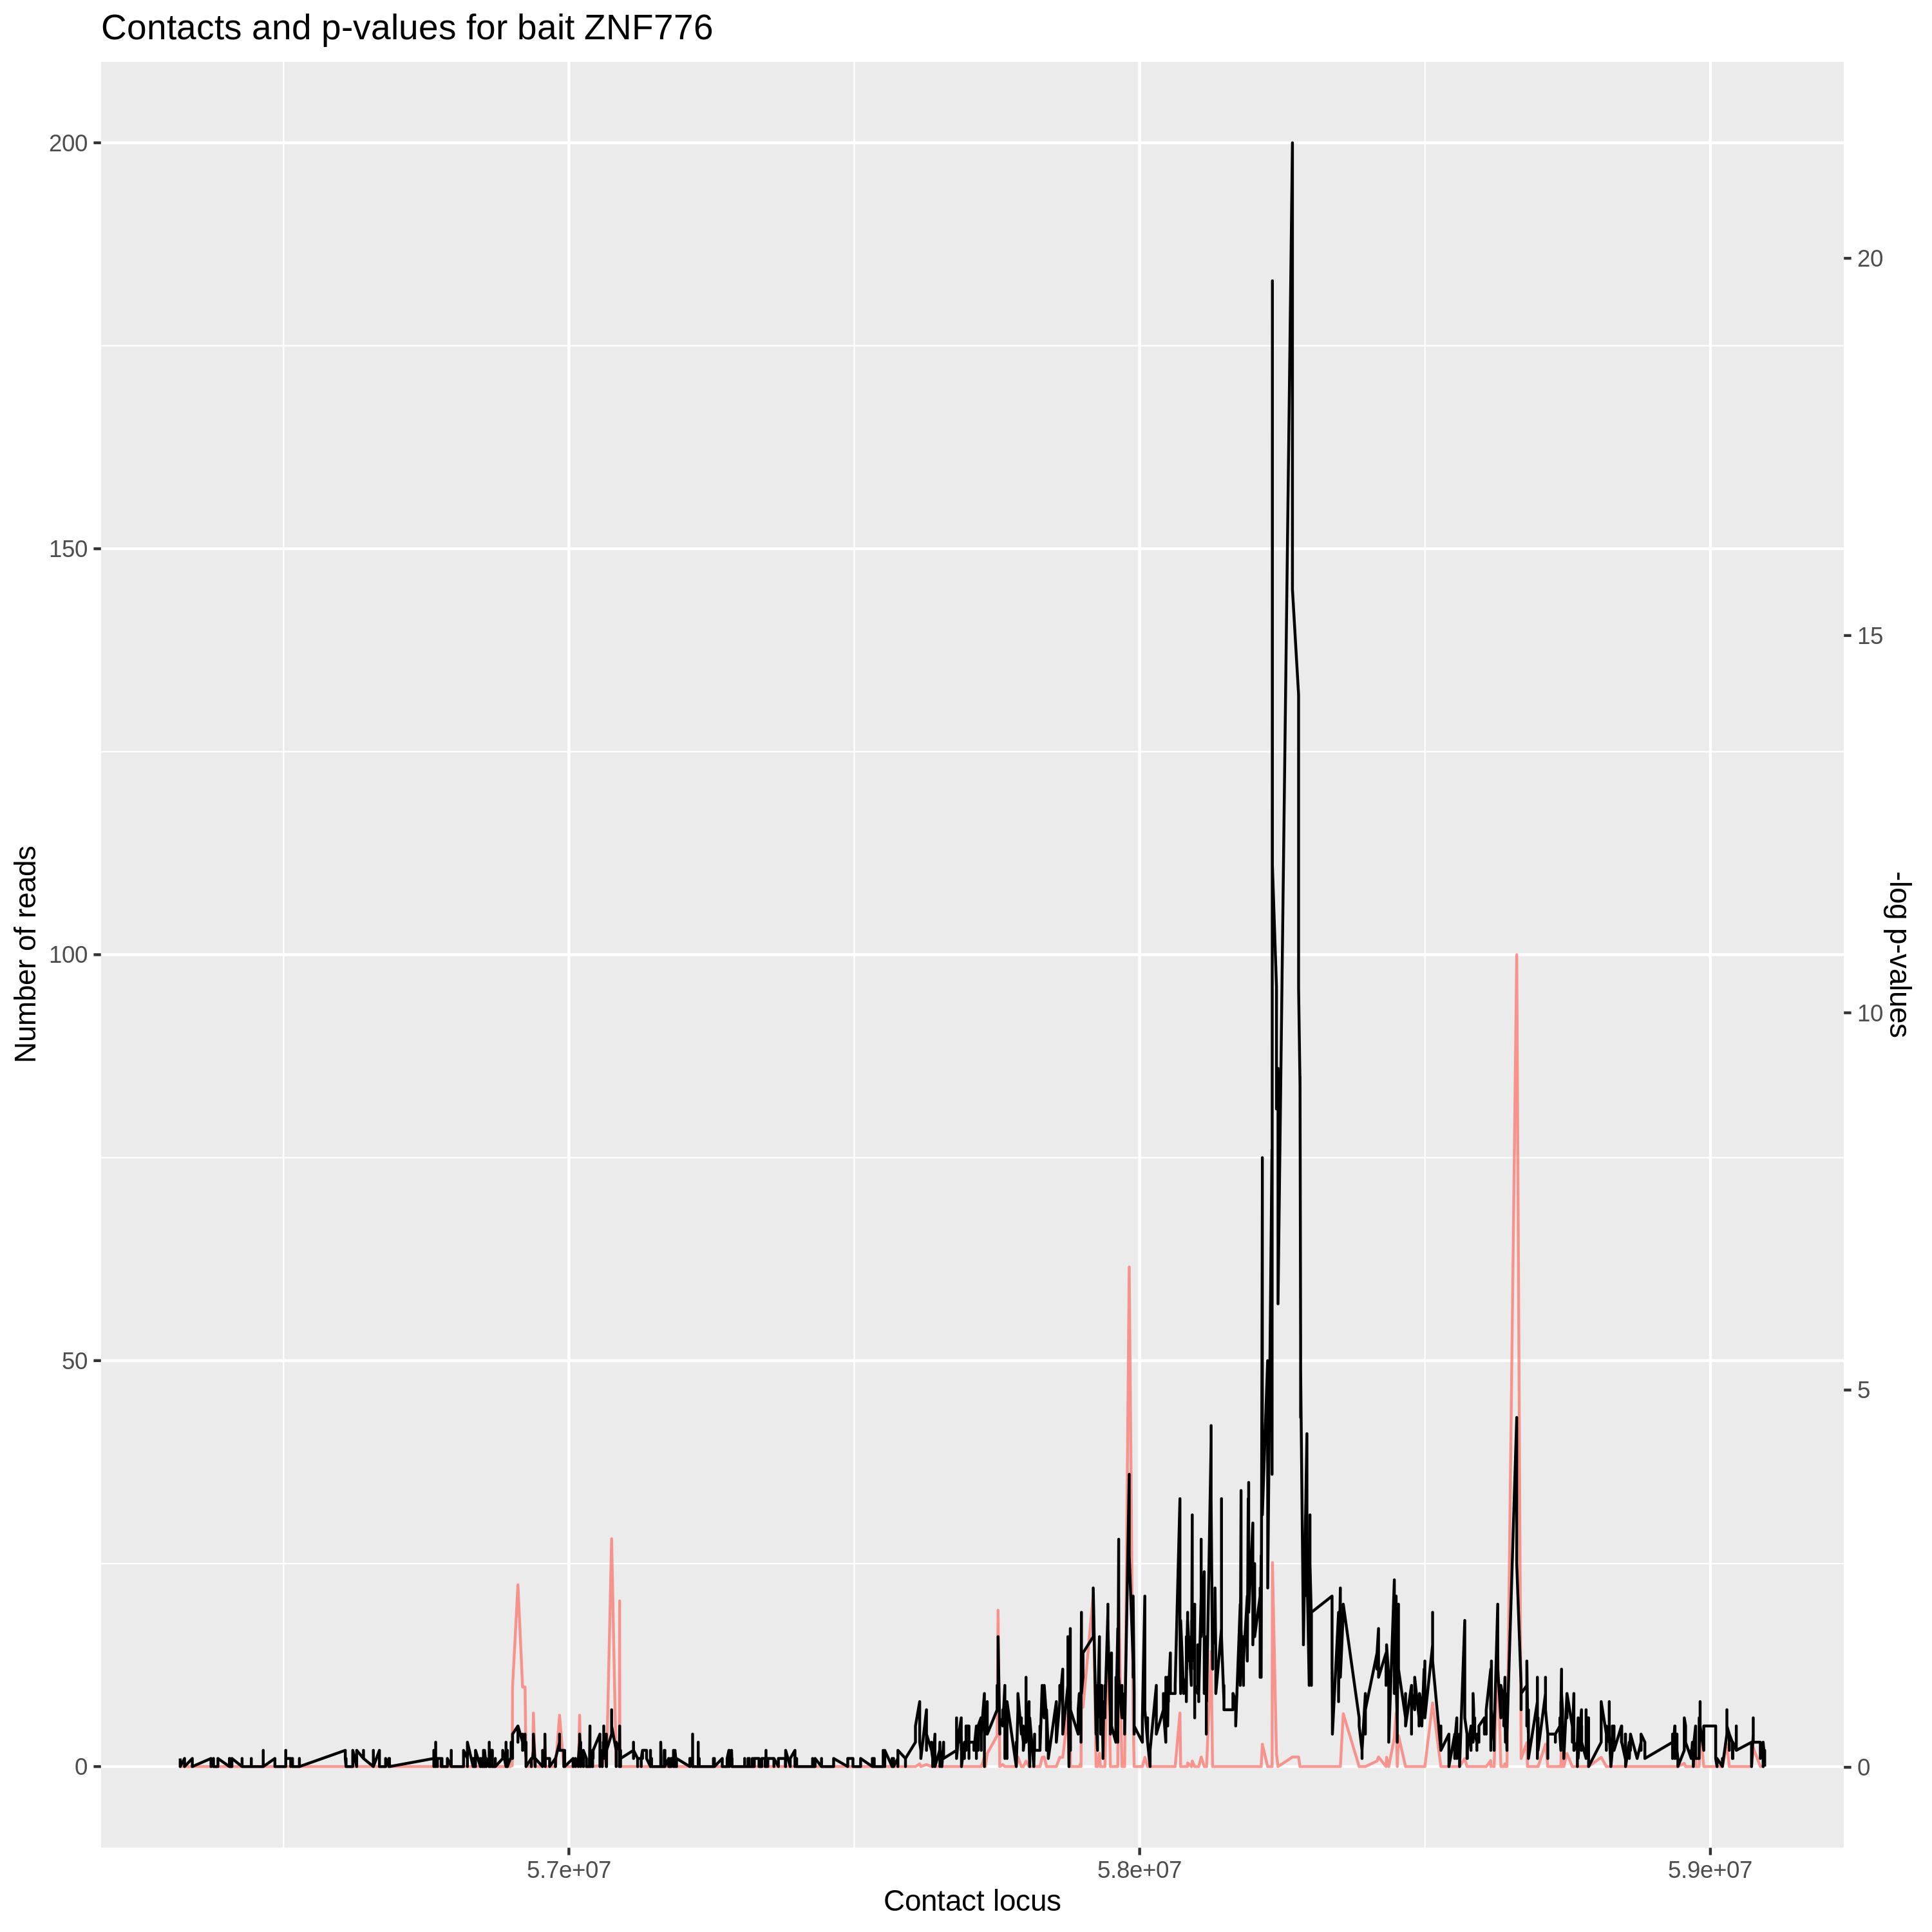 Contacts and p-values for bait ZNF776
200
150
100
50
0
20
15
10
5
0
Number of reads
-log p-values
5.7e+07
5.8e+07
5.9e+07
Contact locus